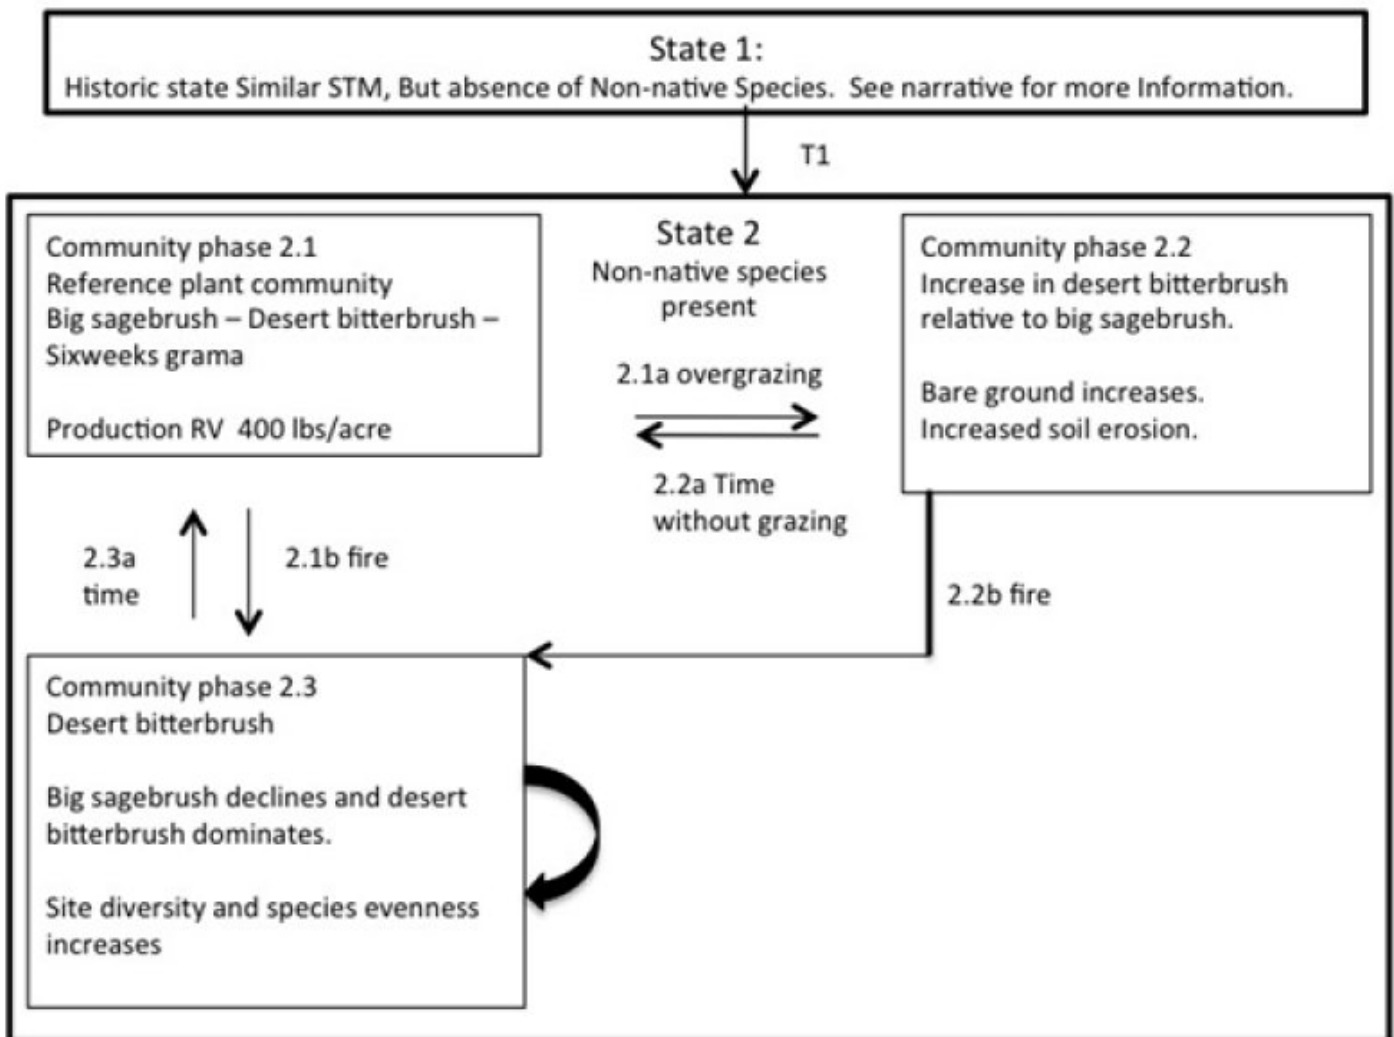 State 1:
Historic state Similar STM, But absence of Non-native Species.  See narrative for more Information.
T1
Community phase 2.1
Reference plant community
Big sagebrush – Desert bitterbrush –
Sixweeks grama
Production RV  400 lbs/acre
State 2
Non-native species
present
2.1a overgrazing
2.2a Time
without grazing
Community phase 2.2
Increase in desert bitterbrush
relative to big sagebrush.
Bare ground increases.
Increased soil erosion.
2.3a
time
2.1b fire
2.2b fire
Community phase 2.3
Desert bitterbrush
Big sagebrush declines and desert
bitterbrush dominates.
Site diversity and species evenness
increases